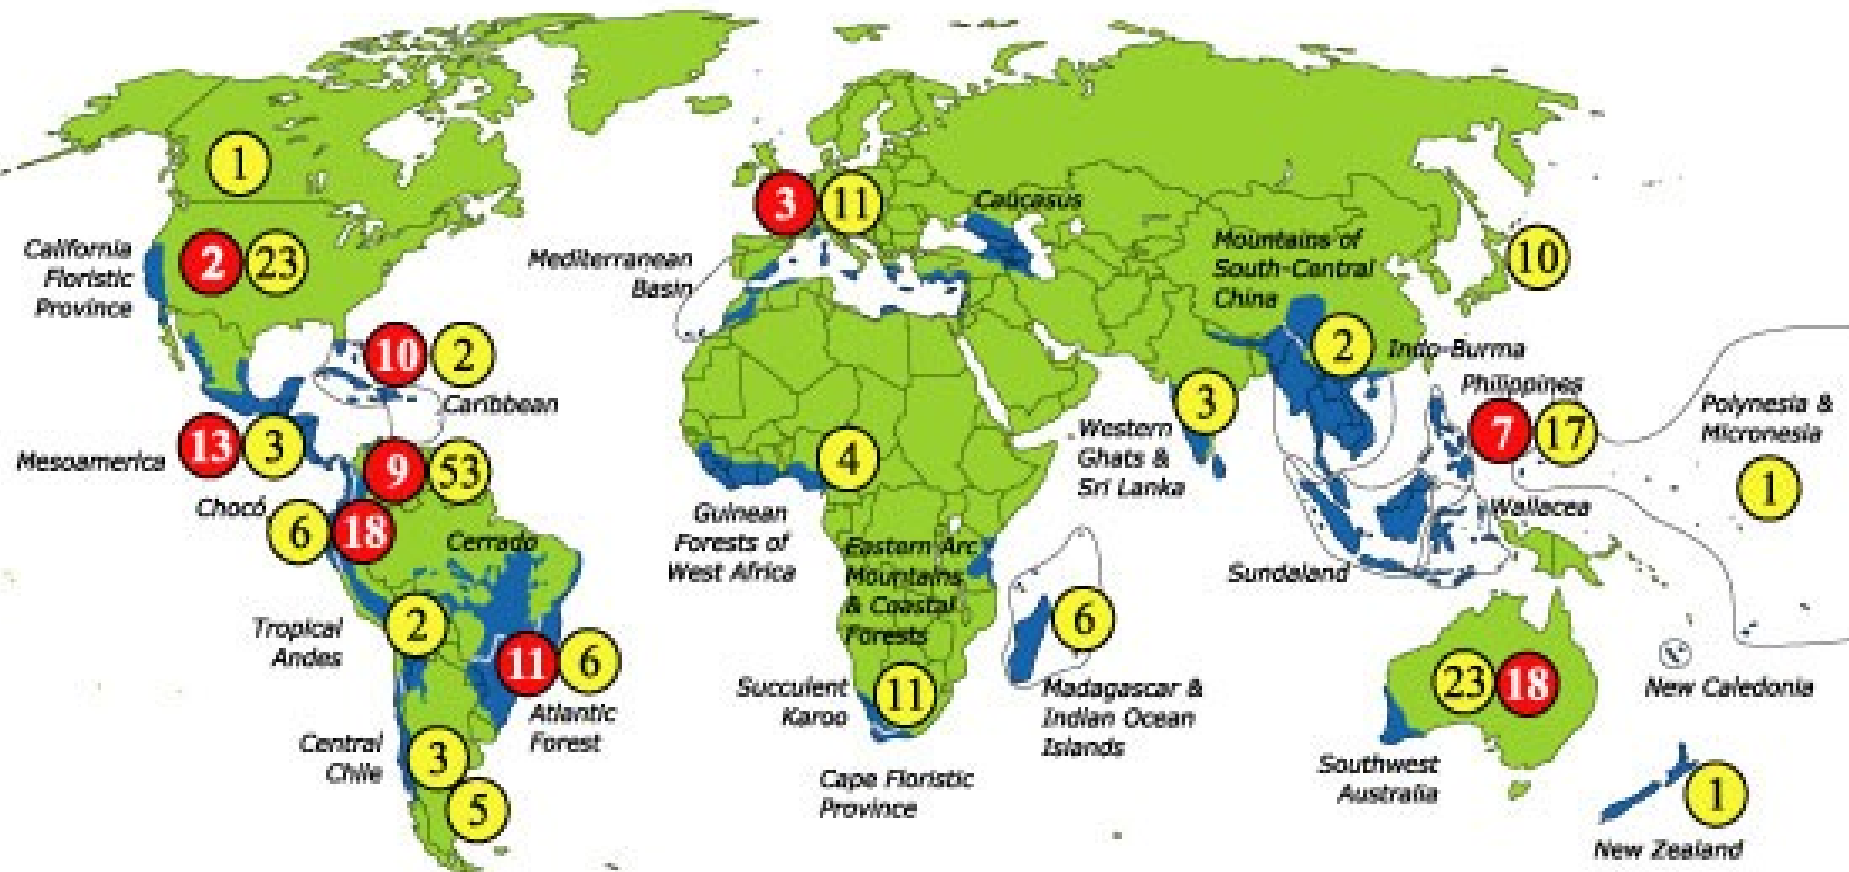 1
3
11
Caucasus
California
Floristic
Province
2
23
Mediterranean
Basin
Mountains of
South-Central
China
10
10
2
Caribbean
2
Indo-Burma
Philippines
7
17
Polynesia &
Micronesia
1
Mesoamerica
13
3
9
53
4
3
Western
Ghats &
Sri Lanka
Chocó
6
18
Cerrado
Guinean
Forests of
West Africa
Eastern Arc
Mountains
& Coastal
Forests
Wallacea
Sundaland
Tropical
Andes
2
11
6
Atlantic
Forest
6
Madagascar &
Indian Ocean
Islands
Succulent
Karoo
11
23
18
New Caledonia
Central
Chile
3
5
Cape Floristic
Province
Southwest
Australia
1
New Zealand